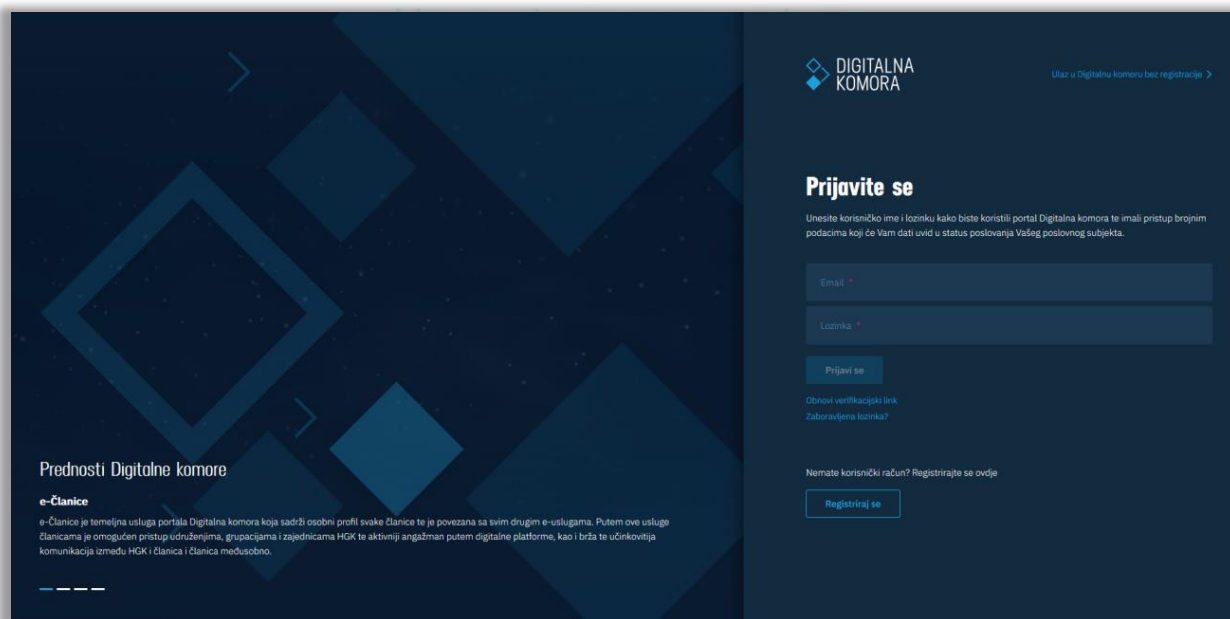 DIGITALNA
KOMORA
Ulaz u Digitalnu komoru bez registracije
Prijavite se
Unesite korisničko ime i lozinku kako biste koristili portal Digitalna komora te imali pristup brojnim
podacima koji će Vam dati uvid u status poslovanja Vašeg poslovnog subjekta.
Email *
Lozinka *
Prijavi se
Obnovi verifikacijski link
Zaboravljena lozinka?
Nemate korisnički račun? Registrirajte se ovdje
Registriraj se
Prednosti Digitalne komore
e-Članice
e-Članice je temeljna usluga portala Digitalna komora koja sadrži osobni profil svake članice te je povezana sa svim drugim e-uslugama. Putem ove usluge
članicama je omogućen pristup udruženjima, grupacijama i zajednicama HGK te aktivniji angažman putem digitalne platforme, kao i brža te učinkovitija
komunikacija između HGK i članica i članica međusobno.